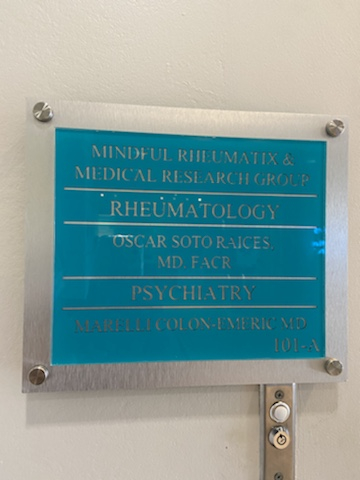 MINDFUL RHEUMATIX &
MEDICAL RESEARCH GROUP
RHEUMATOLOGY
OSCAR SOTO RAICES,
MD. FACR
PSYCHIATRY
MARELLI COLON-EMERIC MD
101-A